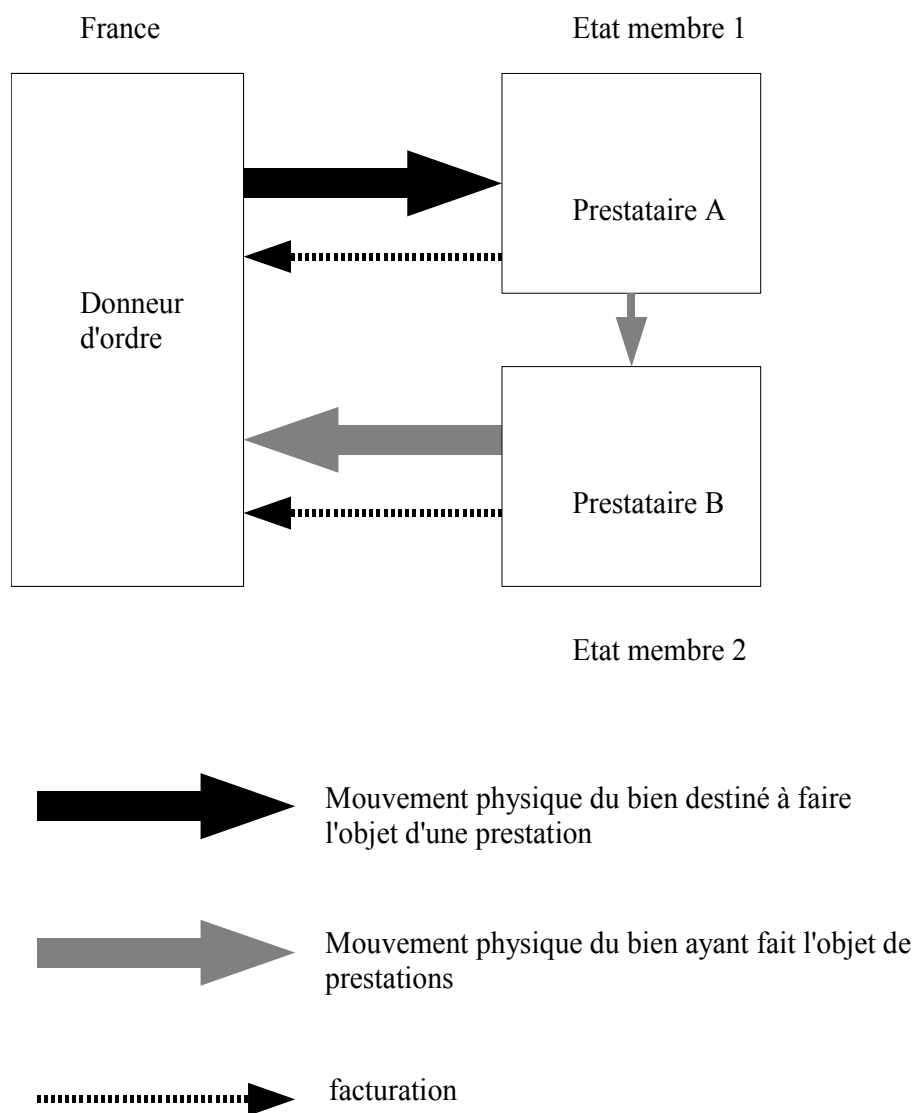 France
Etat membre 1
Prestataire A
Donneur
d'ordre
Prestataire B
Etat membre 2
Mouvement physique du bien destiné à faire
l'objet d'une prestation
Mouvement physique du bien ayant fait l'objet de
prestations
facturation